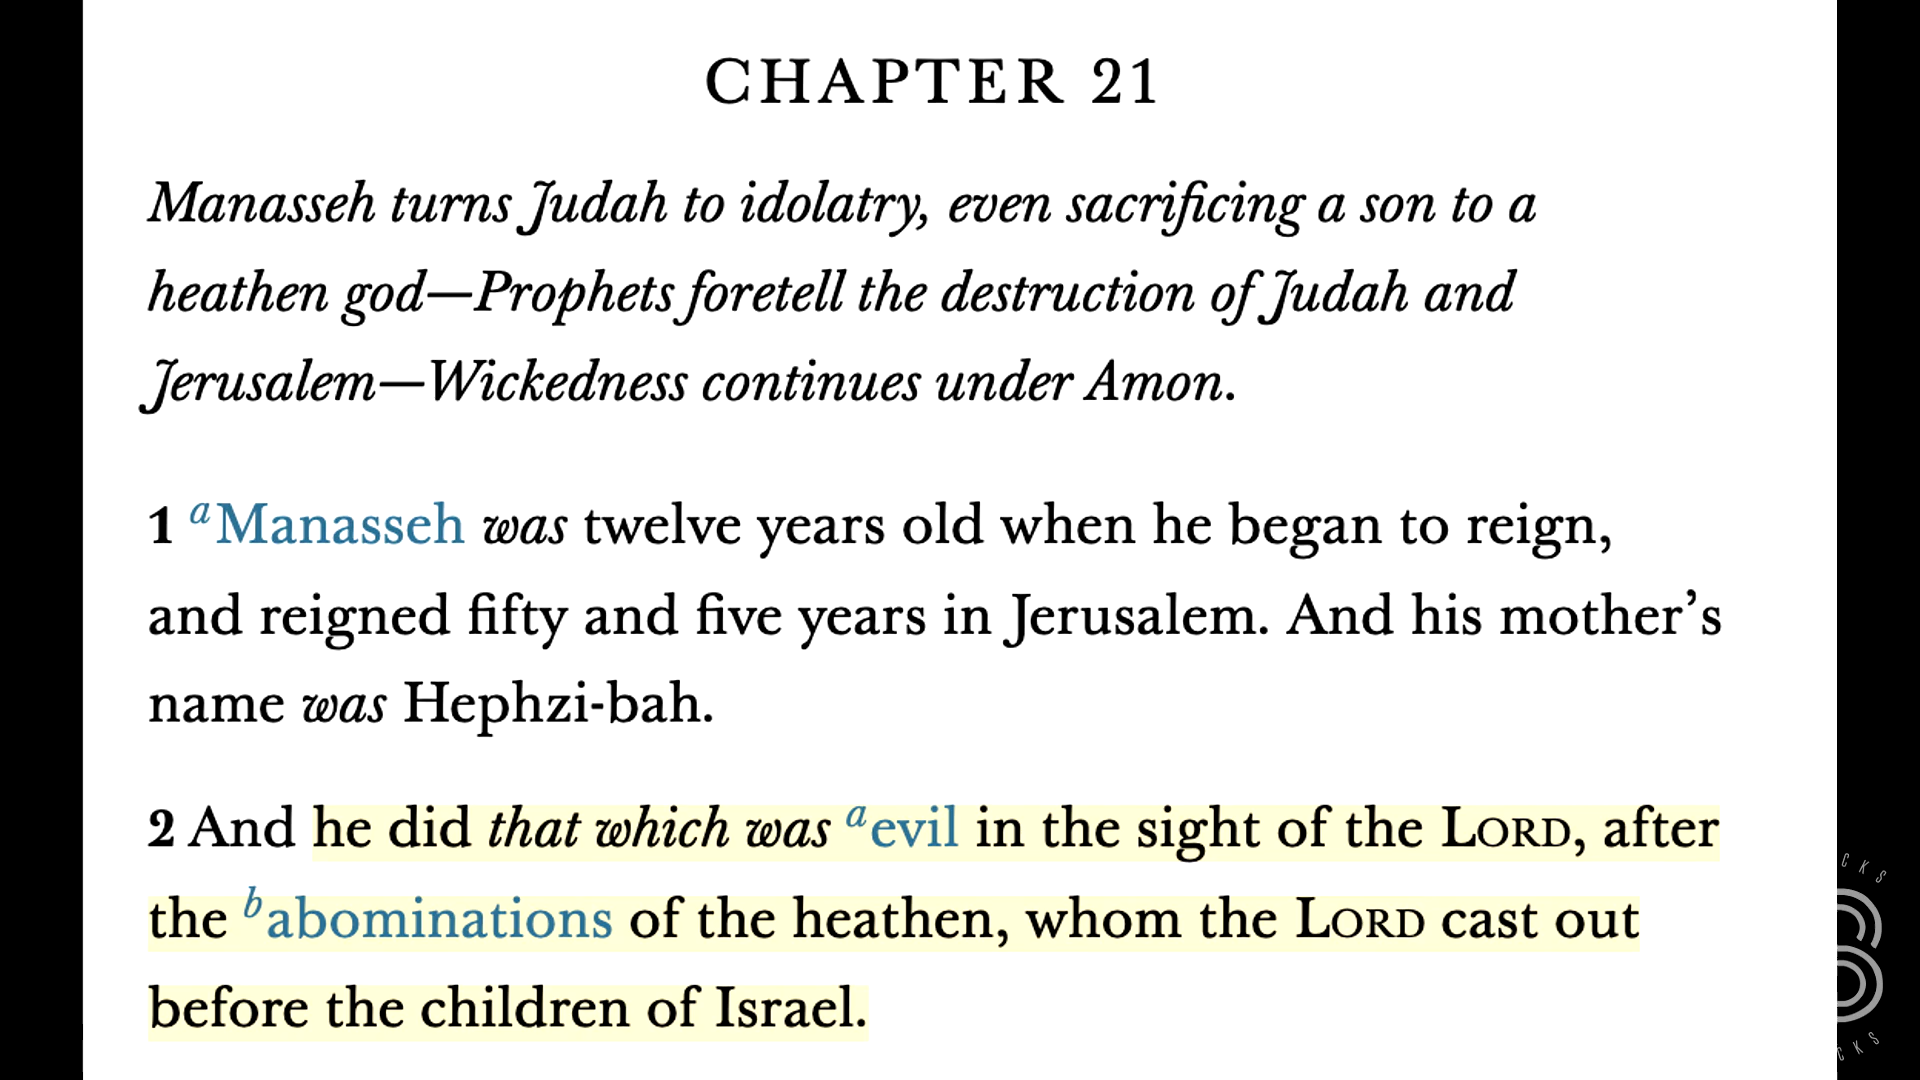 CHAPTER 21
Manasseh turns Judah to idolatry, even sacrificing a son to a
heathen god—Prophets foretell the destruction of Judah and
Jerusalem—Wickedness continues under Amon.
1 aManasseh was twelve years old when he began to reign,
and reigned fifty and five years in Jerusalem. And his mother’s
name was Hephzi-bah.
2 And he did that which was aevil in the sight of the LORD, after
the babominations of the heathen, whom the LORD cast out
before the children of Israel.
CKS
CKS